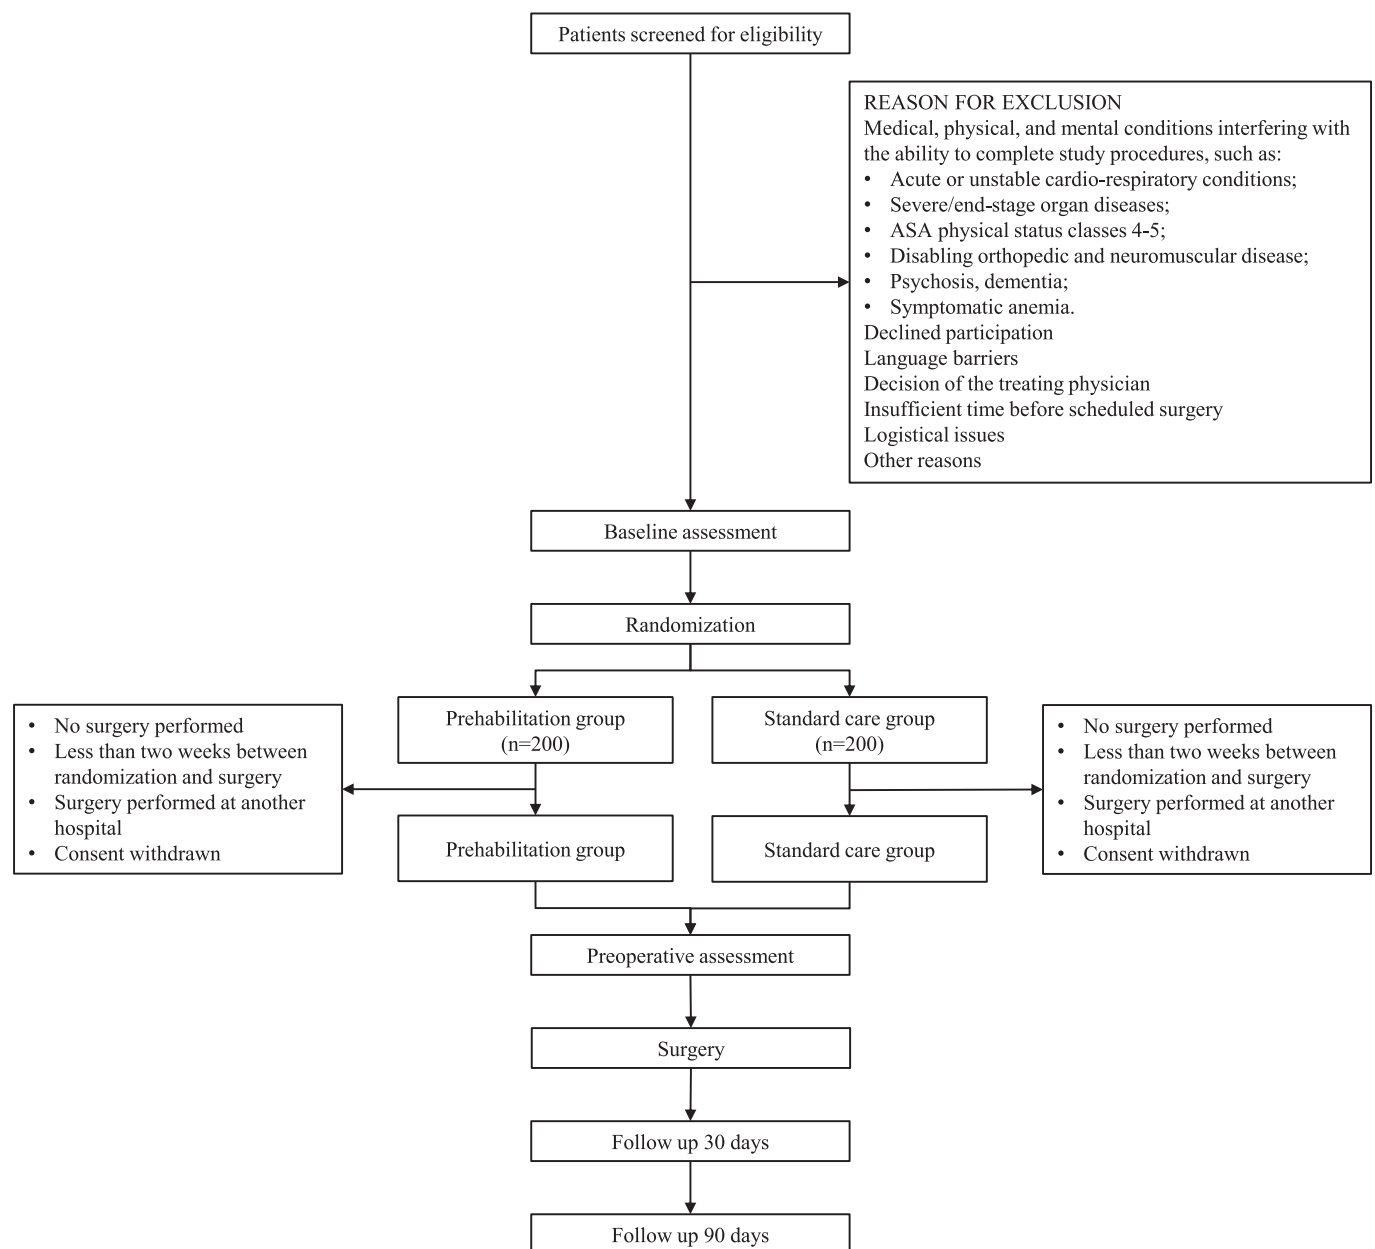 Patients screened for eligibility
REASON FOR EXCLUSION
Medical, physical, and mental conditions interfering with
the ability to complete study procedures, such as:
• Acute or unstable cardio-respiratory conditions;
• Severe/end-stage organ diseases;
• ASA physical status classes 4-5;
• Disabling orthopedic and neuromuscular disease;
• Psychosis, dementia;
• Symptomatic anemia.
Declined participation
Language barriers
Decision of the treating physician
Insufficient time before scheduled surgery
Logistical issues
Other reasons
Baseline assessment
Randomization
Prehabilitation group
(n=200)
Standard care group
(n=200)
• No surgery performed
• Less than two weeks between
randomization and surgery
• Surgery performed at another
hospital
• Consent withdrawn
• No surgery performed
• Less than two weeks between
randomization and surgery
• Surgery performed at another
hospital
• Consent withdrawn
Prehabilitation group
Standard care group
Preoperative assessment
Surgery
Follow up 30 days
Follow up 90 days